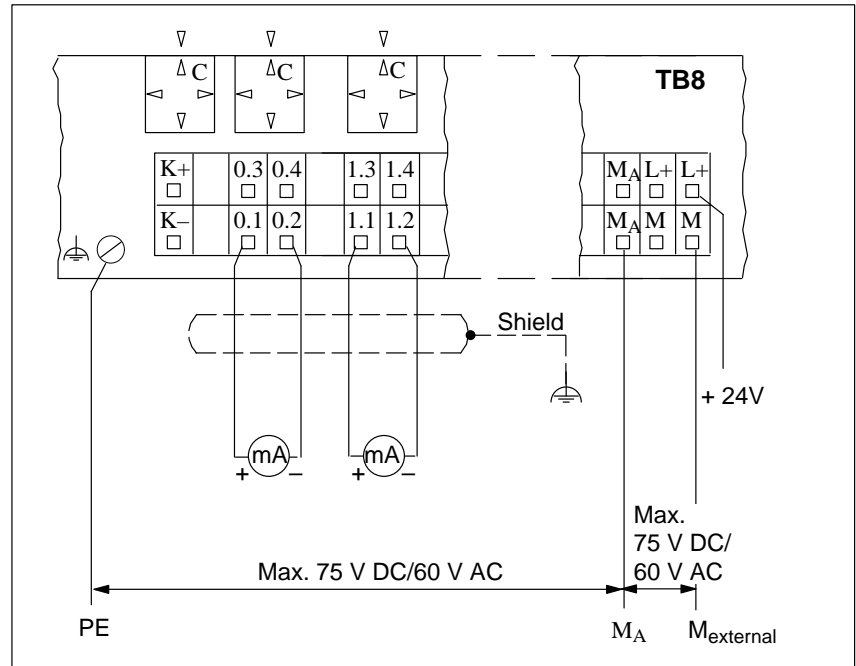 C C C TB8
K+ 0.3 0.4 1.3 1.4 MA L+ L+
K– 0.1 0.2 1.1 1.2 MA M M
Shield
+ 24V
mA mA
+ – + –
Max.
75 V DC/
60 V AC
Max. 75 V DC/60 V AC
PE MA Mexternal